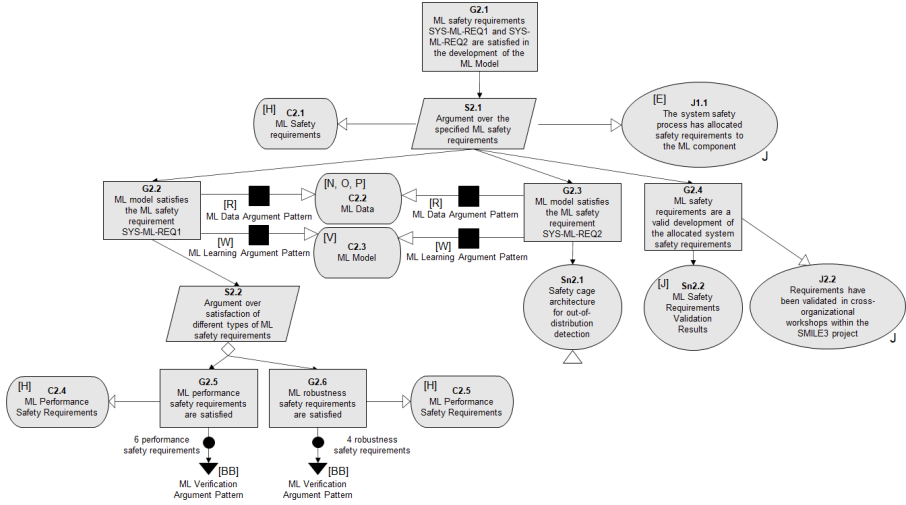 G2.1
ML safety requirements
SYS-ML-REQ1 and SYS-
ML-REQ2 are satisfied in
the development of the
ML Model
[H]
C2.1
ML Safety
requirements
S2.1
Argument over the
specified ML safety
requirements
[E]
J1.1
The system safety
process has allocated
safety requirements to
the ML component
J
G2.2
ML model satisfies
the ML safety
requirement
SYS-ML-REQ1
[R]
ML Data Argument Pattern
[W]
ML Learning Argument Pattern
[N, O, P]
C2.2
ML Data
[V]
C2.3
ML Model
[R]
ML Data Argument Pattern
[W]
ML Learning Argument Pattern
G2.3
ML model satisfies
the ML safety
requirement
SYS-ML-REQ2
G2.4
ML safety
requirements are a
valid development of
the allocated system
safety requirements
S2.2
Argument over
satisfaction of
different types of ML
safety requirements
Sn2.1
Safety cage
architecture
for out-of-
distribution
detection
[J]
Sn2.2
ML Safety
Requirements
Validation
Results
J2.2
Requirements have
been validated in cross-
organizational
workshops within the
SMILE3 project
J
[H]
C2.4
ML Performance
Safety Requirements
G2.5
ML performance
safety requirements
are satisfied
G2.6
ML robustness
safety requirements
are satisfied
[H]
C2.5
ML Performance
Safety Requirements
6 performance
safety requirements
4 robustness
safety requirements
[BB]
ML Verification
Argument Pattern
[BB]
ML Verification
Argument Pattern